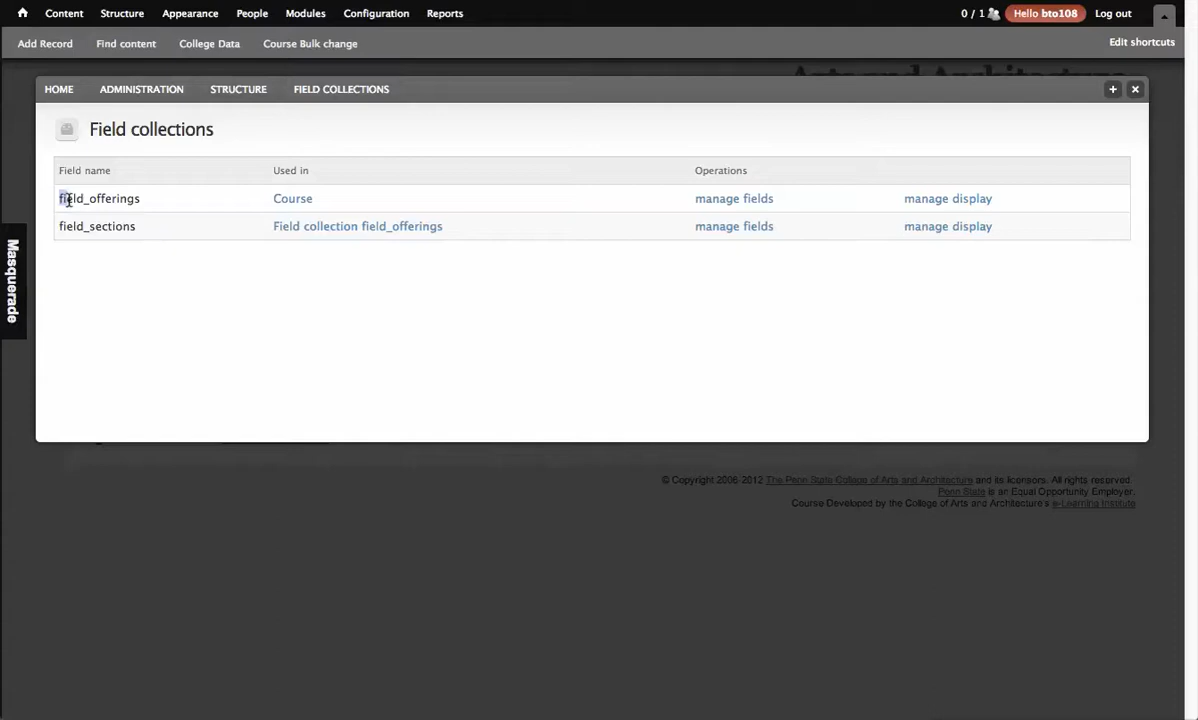 Content Structure Appearance People Modules Configuration Reports 0 / 1 Hello bto108 Log out
Add Record Find content College Data Course Bulk change Edit shortcuts
Arts and Architecture
HOME ADMINISTRATION STRUCTURE FIELD COLLECTIONS + ×
Field collections
Field name Used in Operations
field_offerings Course manage fields manage display
field_sections Field collection field_offerings manage fields manage display
Masquerade
© Copyright 2006-2012 The Penn State College of Arts and Architecture and its licensors. All rights reserved.
Penn State is an Equal Opportunity Employer.
Course Developed by the College of Arts and Architecture's e-Learning Institute